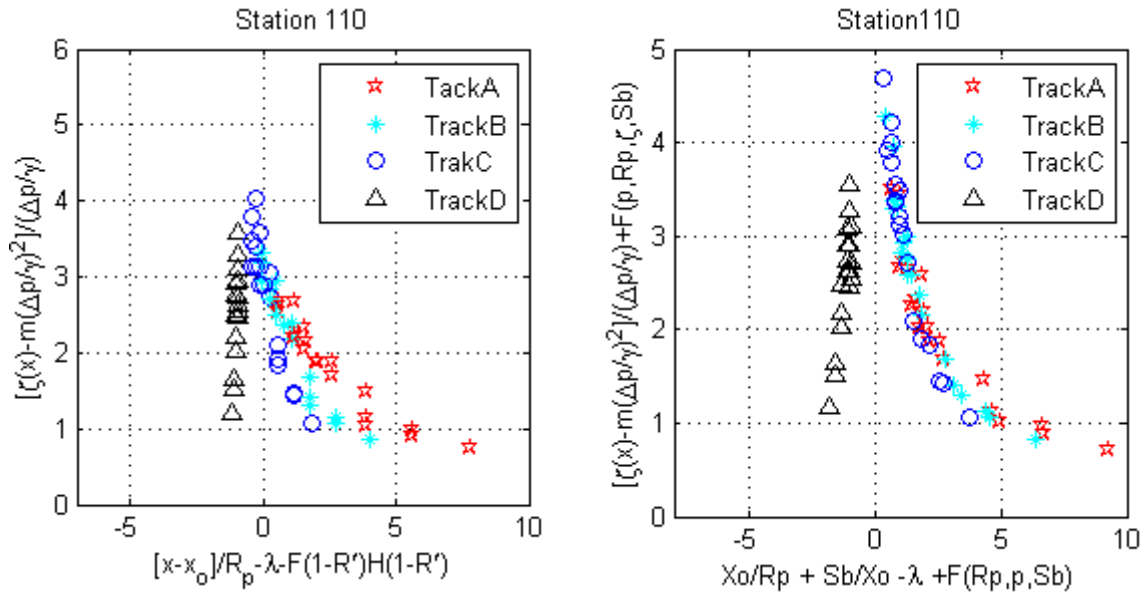 Station 110
[ζ(x)-m(Δp/γ)²]/(Δp/γ)
6
5
4
3
2
1
0
TackA
TrackB
TrakC
TrackD
-5 0 5 10
[x-x₀]/Rₚ-λ-F(1-R′)H(1-R′)
Station110
[ζ(x)-m(Δp/γ)²]/(Δp/γ)+F(p,Rp,ζ,Sb)
5
4
3
2
1
0
TrackA
TrackB
TrackC
TrackD
-5 0 5 10
Xo/Rp + Sb/Xo -λ +F(Rp,p,Sb)